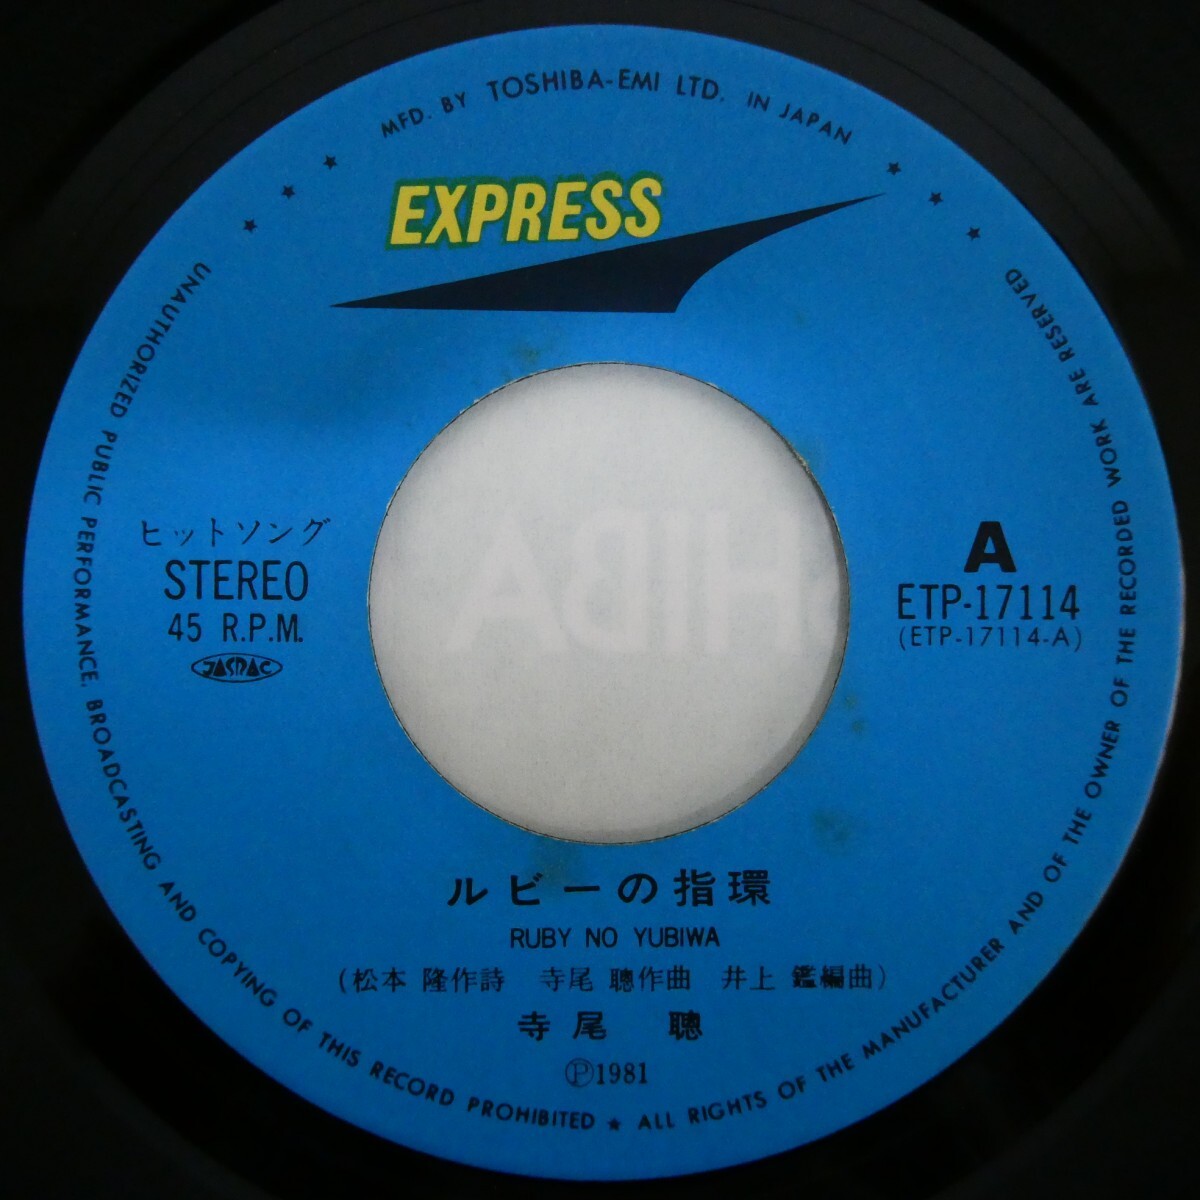 MFD. BY TOSHIBA-EMI LTD. IN JAPAN
★ ★ ★
★ ★ ★
EXPRESS
ヒットソング
STEREO
45 R.P.M.
JASRAC
A
ETP-17114
(ETP-17114-A)
HIBA
ルビーの指環
RUBY NO YUBIWA
(松本 隆作詩 寺尾 聰作曲 井上 鑑編曲)
寺尾 聰
Ⓟ1981
UNAUTHORIZED PUBLIC PERFORMANCE, BROADCASTING AND COPYING OF THIS RECORD PROHIBITED ★ ALL RIGHTS OF THE MANUFACTURER AND OF THE OWNER OF THE RECORDED WORK ARE RESERVED